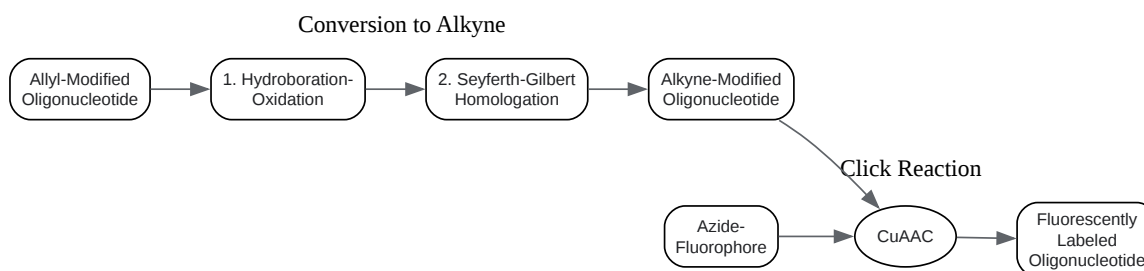 Conversion to Alkyne
Allyl-Modified
Oligonucleotide
1. Hydroboration-
Oxidation
2. Seyferth-Gilbert
Homologation
Alkyne-Modified
Oligonucleotide
Click Reaction
Azide-
Fluorophore
CuAAC
Fluorescently
Labeled
Oligonucleotide